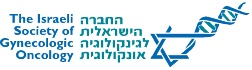 The Israeli
Society of
Gynecologic
Oncology
החברה
הישראלית
לגינקולוגיה
אונקולוגית